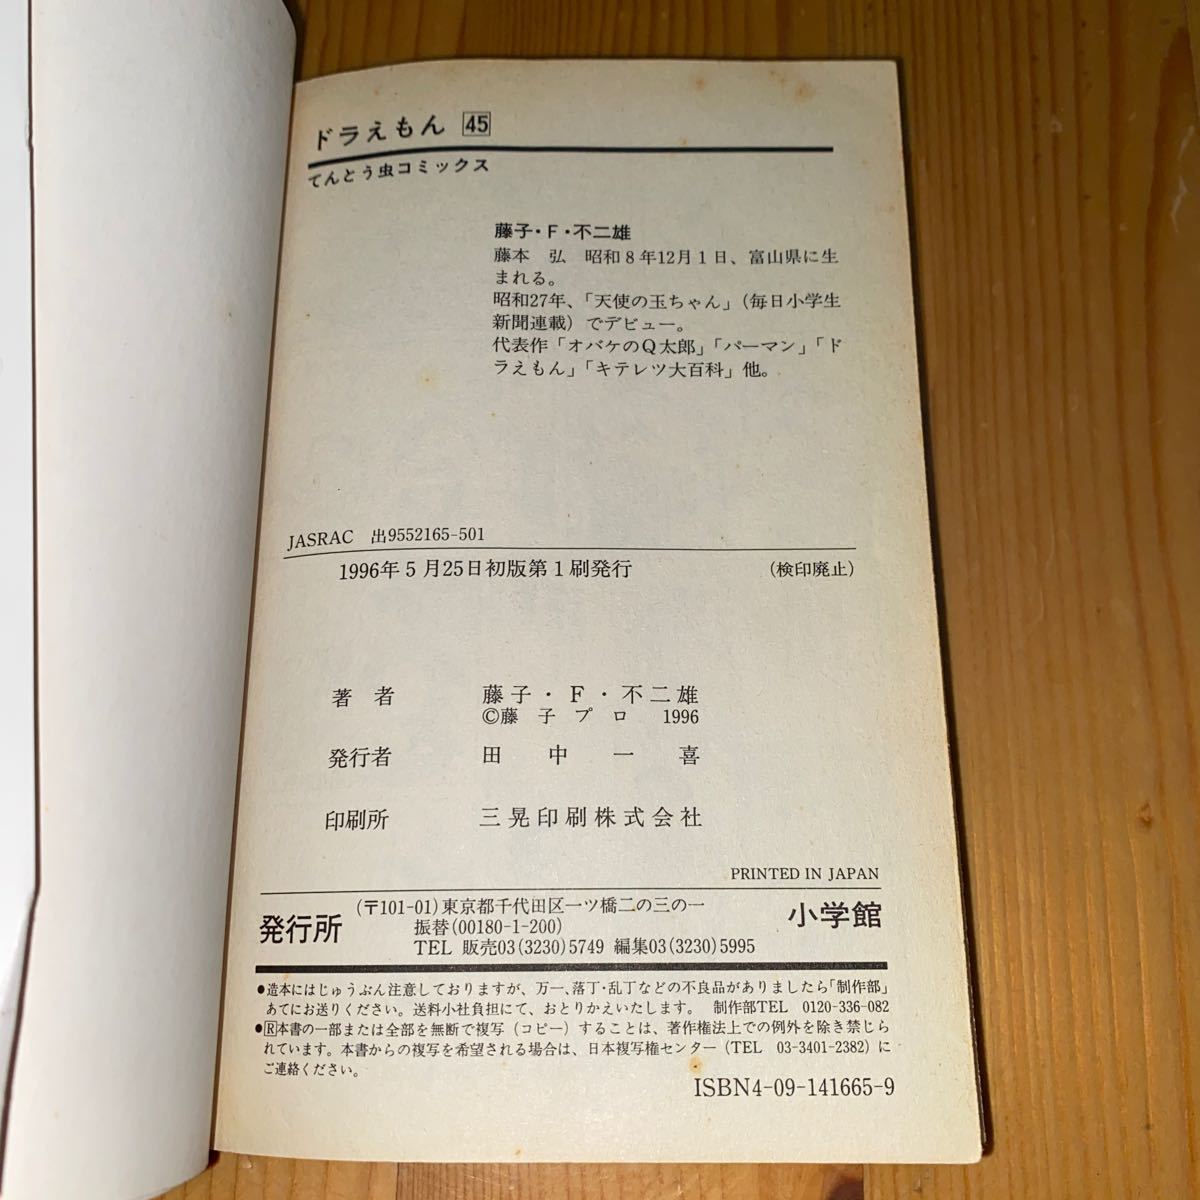 ドラえもん 45
てんとう虫コミックス
藤子・F・不二雄
藤本　弘　昭和8年12月1日、富山県に生
まれる。
昭和27年、「天使の玉ちゃん」（毎日小学生
新聞連載）でデビュー。
代表作「オバケのQ太郎」「パーマン」「ド
ラえもん」「キテレツ大百科」他。
JASRAC　出9552165-501
1996年5月25日初版第1刷発行　（検印廃止）
著者　藤子・F・不二雄
©藤子プロ　1996
発行者　田中一喜
印刷所　三晃印刷株式会社
PRINTED IN JAPAN
発行所　（〒101-01）東京都千代田区一ツ橋二の三の一　小学館
振替(00180-1-200)
TEL　販売03(3230)5749　編集03(3230)5995
●造本にはじゅうぶん注意しておりますが、万一、落丁・乱丁などの不良品がありましたら「制作部」
あてにお送りください。送料小社負担にて、おとりかえいたします。　制作部TEL　0120-336-082
●Ⓡ本書の一部または全部を無断で複写（コピー）することは、著作権法上での例外を除き禁じら
れています。本書からの複写を希望される場合は、日本複写権センター（TEL　03-3401-2382）に
ご連絡ください。
ISBN4-09-141665-9